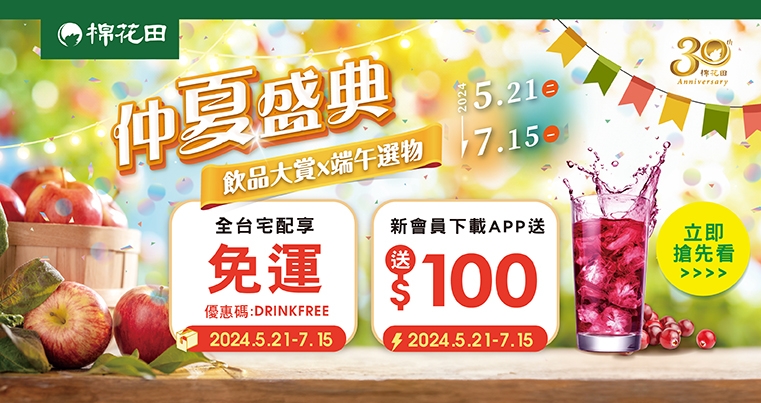 棉花田
30th
棉花田
Anniversary
仲夏盛典
2024
5.21二
7.15一
飲品大賞x端午選物
全台宅配享
免運
優惠碼:DRINKFREE
2024.5.21-7.15
新會員下載APP送
送
$100
2024.5.21-7.15
立即
搶先看
>>>>